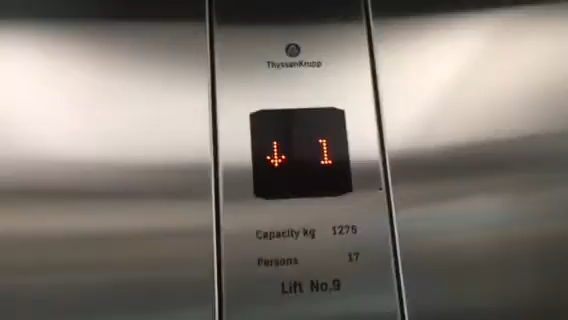 ThyssenKrupp
↓ 1
Capacity kg 1275
Persons 17
Lift No.9